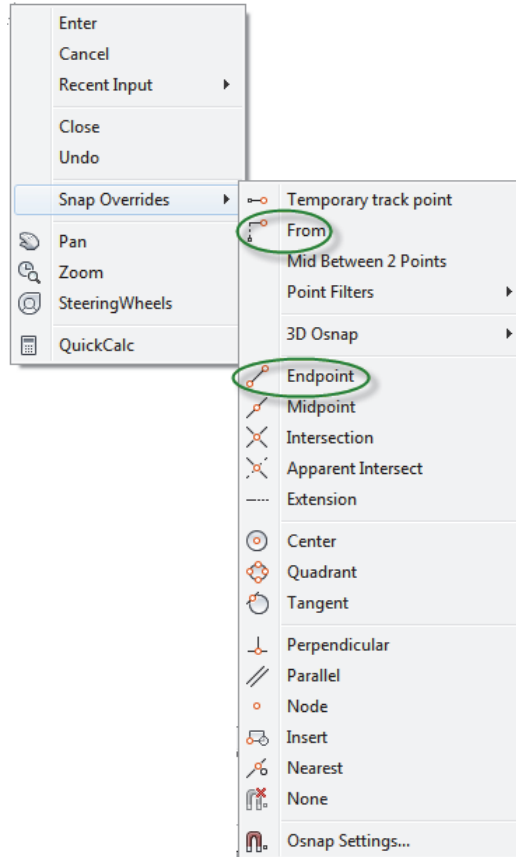 Enter
Cancel
Recent Input
Close
Undo
Snap Overrides
Pan
Zoom
SteeringWheels
QuickCalc
Temporary track point
From
Mid Between 2 Points
Point Filters
3D Osnap
Endpoint
Midpoint
Intersection
Apparent Intersect
Extension
Center
Quadrant
Tangent
Perpendicular
Parallel
Node
Insert
Nearest
None
Osnap Settings...